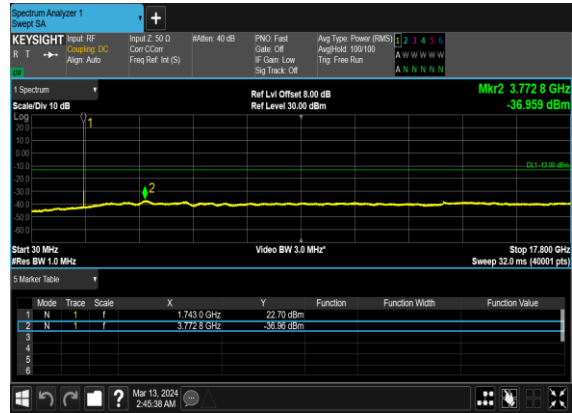 Spectrum Analyzer 1
Swept SA
+
KEYSIGHT Input: RF Input Z: 50 Ω #Atten: 40 dB PNO: Fast Avg Type: Power (RMS) 1 2 3 4 5 6
R T Coupling: DC Corr CCorr Gate: Off Avg|Hold: 100/100 A W W W W W
Align: Auto Freq Ref: Int (S) IF Gain: Low Trig: Free Run
Sig Track: Off A N N N N N
1 Spectrum Ref Lvl Offset 8.00 dB Mkr2 3.772 8 GHz
Scale/Div 10 dB Ref Level 30.00 dBm -36.959 dBm
Log
1
20.0
10.0
0.00
-10.0
DL1 -13.00 dBm
-20.0
-30.0
2
-40.0
-50.0
-60.0
Start 30 MHz Video BW 3.0 MHz* Stop 17.800 GHz
#Res BW 1.0 MHz Sweep 32.0 ms (40001 pts)
5 Marker Table
Mode Trace Scale X Y Function Function Width Function Value
1 N 1 f 1.743 0 GHz 22.70 dBm
2 N 1 f 3.772 8 GHz -36.96 dBm
3
4
5
6
? Mar 13, 2024
2:45:38 AM